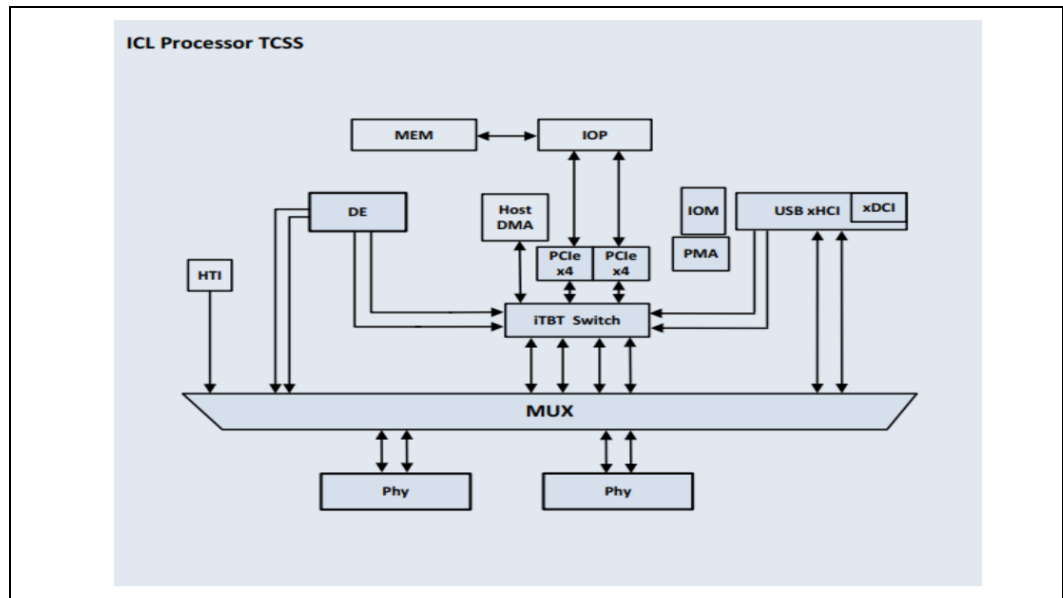 ICL Processor TCSS
MEM
IOP
DE
Host
DMA
IOM
USB xHCI
xDCI
PMA
HTI
PCIe
x4
PCIe
x4
iTBT Switch
MUX
Phy
Phy